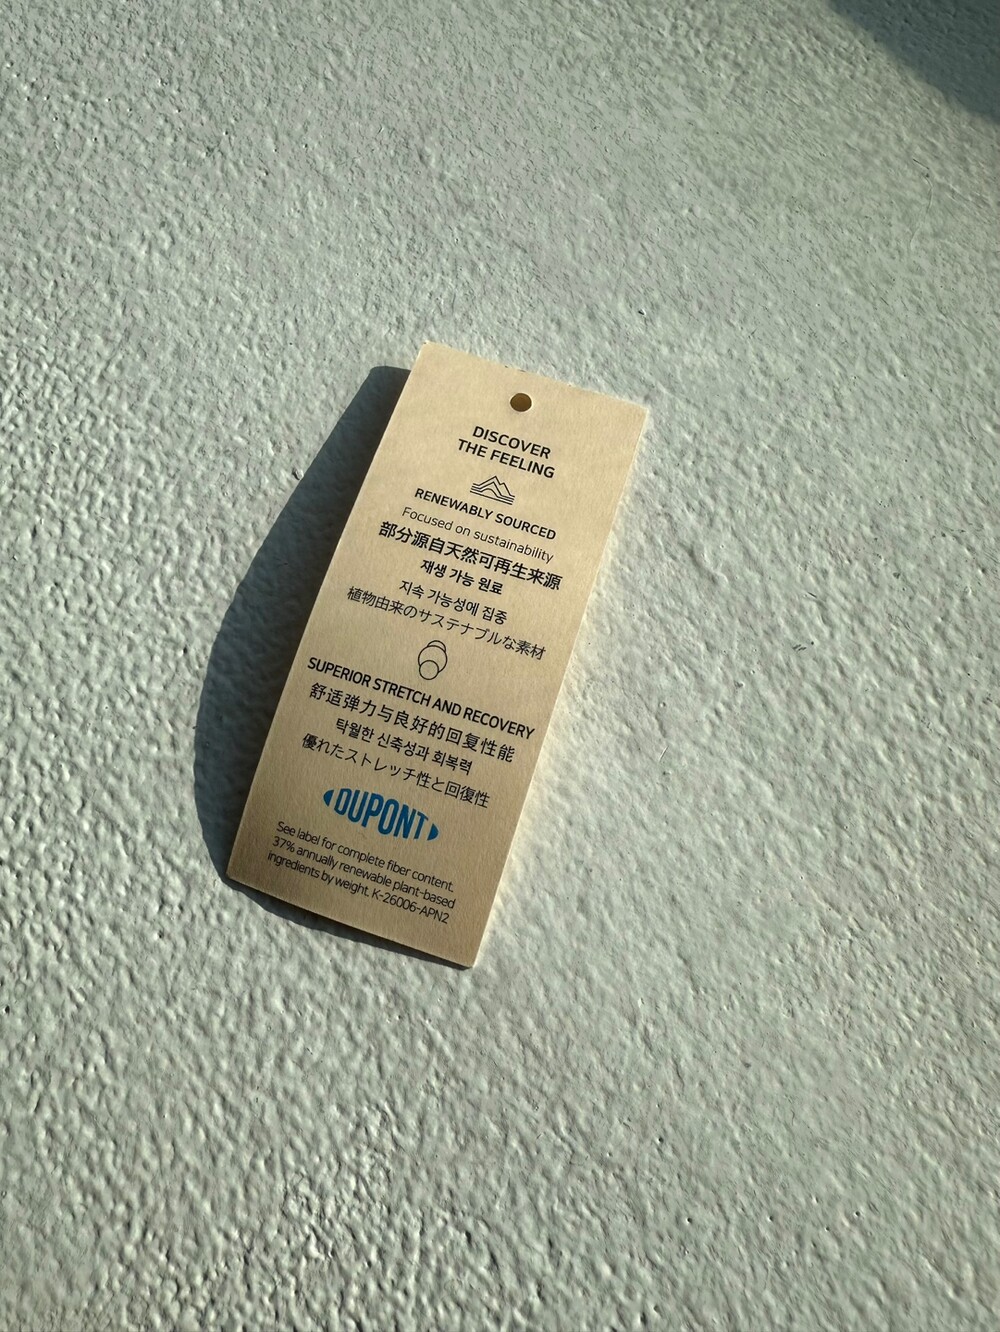 DISCOVER
THE FEELING
RENEWABLY SOURCED
Focused on sustainability
部分源自天然可再生来源
재생 가능 원료
지속 가능성에 집중
植物由来のサステナブルな素材
SUPERIOR STRETCH AND RECOVERY
舒适弹力与良好的回复性能
탁월한 신축성과 회복력
優れたストレッチ性と回復性
DUPONT
See label for complete fiber content.
37% annually renewable plant-based
ingredients by weight. K-26006-APN2